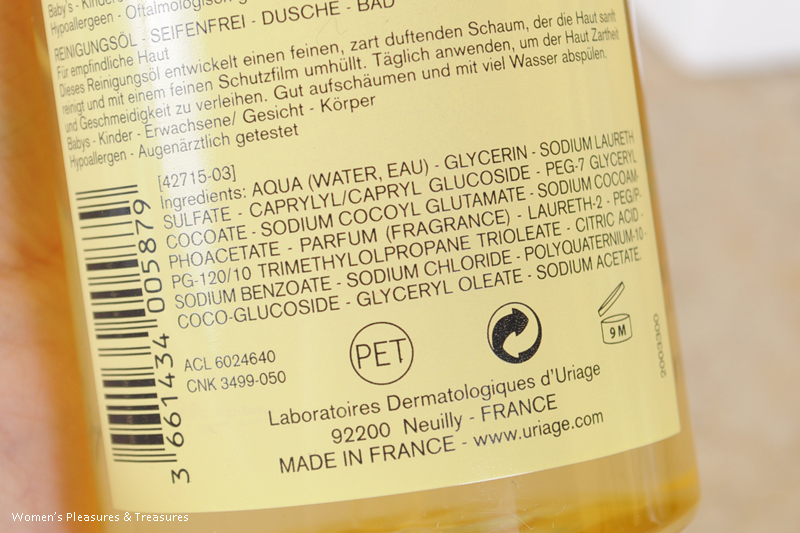 Baby's - Kinder
Hypoallergeen - Oftalmologisch g
REINIGUNGSÖL - SEIFENFREI - DUSCHE - BAD
Für empfindliche Haut
Dieses Reinigungsöl entwickelt einen feinen, zart duftenden Schaum, der die Haut sanft
reinigt und mit einem feinen Schutzfilm umhüllt. Täglich anwenden, um der Haut Zartheit
und Geschmeidigkeit zu verleihen. Gut aufschäumen und mit viel Wasser abspülen.
Babys - Kinder - Erwachsene/ Gesicht - Körper
Hypoallergen - Augenärztlich getestet
[42715-03]
Ingredients: AQUA (WATER, EAU) - GLYCERIN - SODIUM LAURETH
SULFATE - CAPRYLYL/CAPRYL GLUCOSIDE - PEG-7 GLYCERYL
COCOATE - SODIUM COCOYL GLUTAMATE - SODIUM COCOAM-
PHOACETATE - PARFUM (FRAGRANCE) - LAURETH-2 - PEG/P-
PG-120/10 TRIMETHYLOLPROPANE TRIOLEATE - CITRIC ACID -
SODIUM BENZOATE - SODIUM CHLORIDE - POLYQUATERNIUM-10 -
COCO-GLUCOSIDE - GLYCERYL OLEATE - SODIUM ACETATE.
3 661434 005879
ACL 6024640
CNK 3499-050
PET
9 M
Laboratoires Dermatologiques d'Uriage
92200 Neuilly - FRANCE
MADE IN FRANCE - www.uriage.com
Women's Pleasures & Treasures